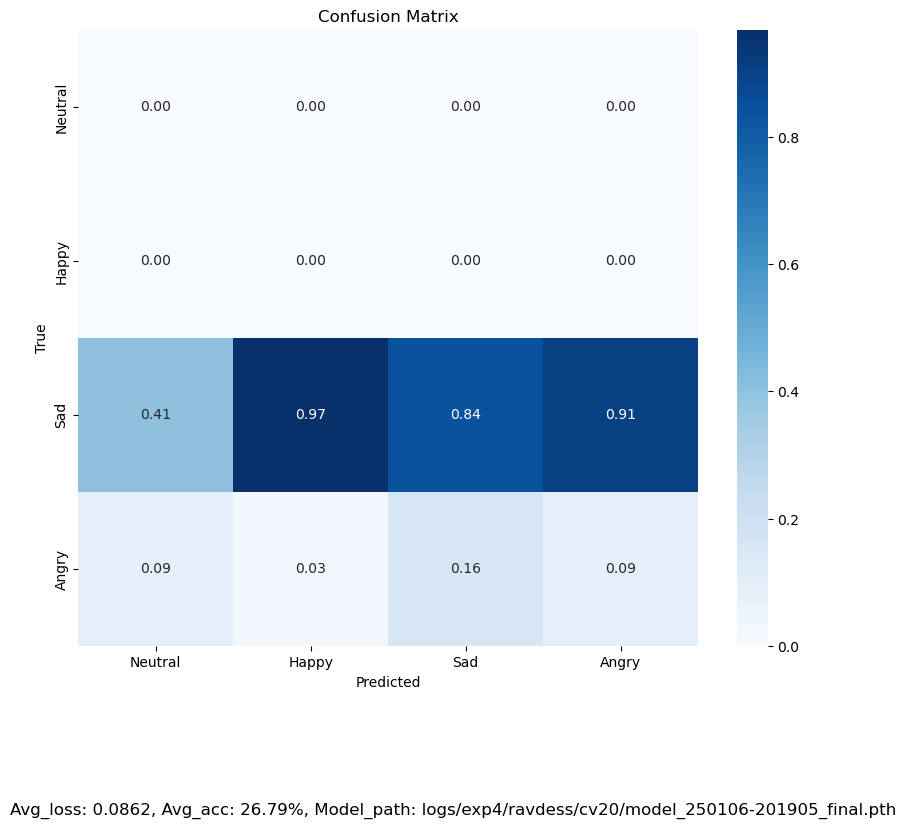 Confusion Matrix
Neutral
0.00 0.00 0.00 0.00
Happy
0.00 0.00 0.00 0.00
True
Sad
0.41 0.97 0.84 0.91
Angry
0.09 0.03 0.16 0.09
Neutral Happy Sad Angry
Predicted
0.8
0.6
0.4
0.2
0.0
Avg_loss: 0.0862, Avg_acc: 26.79%, Model_path: logs/exp4/ravdess/cv20/model_250106-201905_final.pth